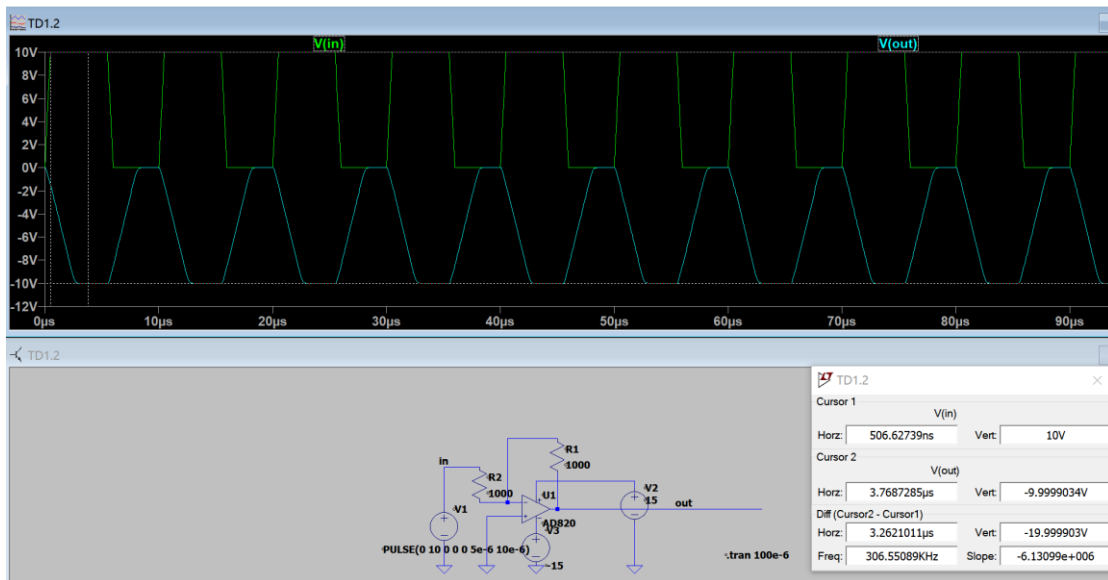 TD1.2
V(in) V(out)
10V
8V
6V
4V
2V
0V
-2V
-4V
-6V
-8V
-10V
-12V
0µs 10µs 20µs 30µs 40µs 50µs 60µs 70µs 80µs 90µs
TD1.2
in
R2
1000
R1
1000
V1
U1
AD820
V2
15
V3
-15
out
PULSE(0 10 0 0 0 5e-6 10e-6)
.tran 100e-6
TD1.2
Cursor 1
V(in)
Horz: 506.62739ns Vert: 10V
Cursor 2
V(out)
Horz: 3.7687285µs Vert: -9.9999034V
Diff (Cursor2 - Cursor1)
Horz: 3.2621011µs Vert: -19.999903V
Freq: 306.55089KHz Slope: -6.13099e+006